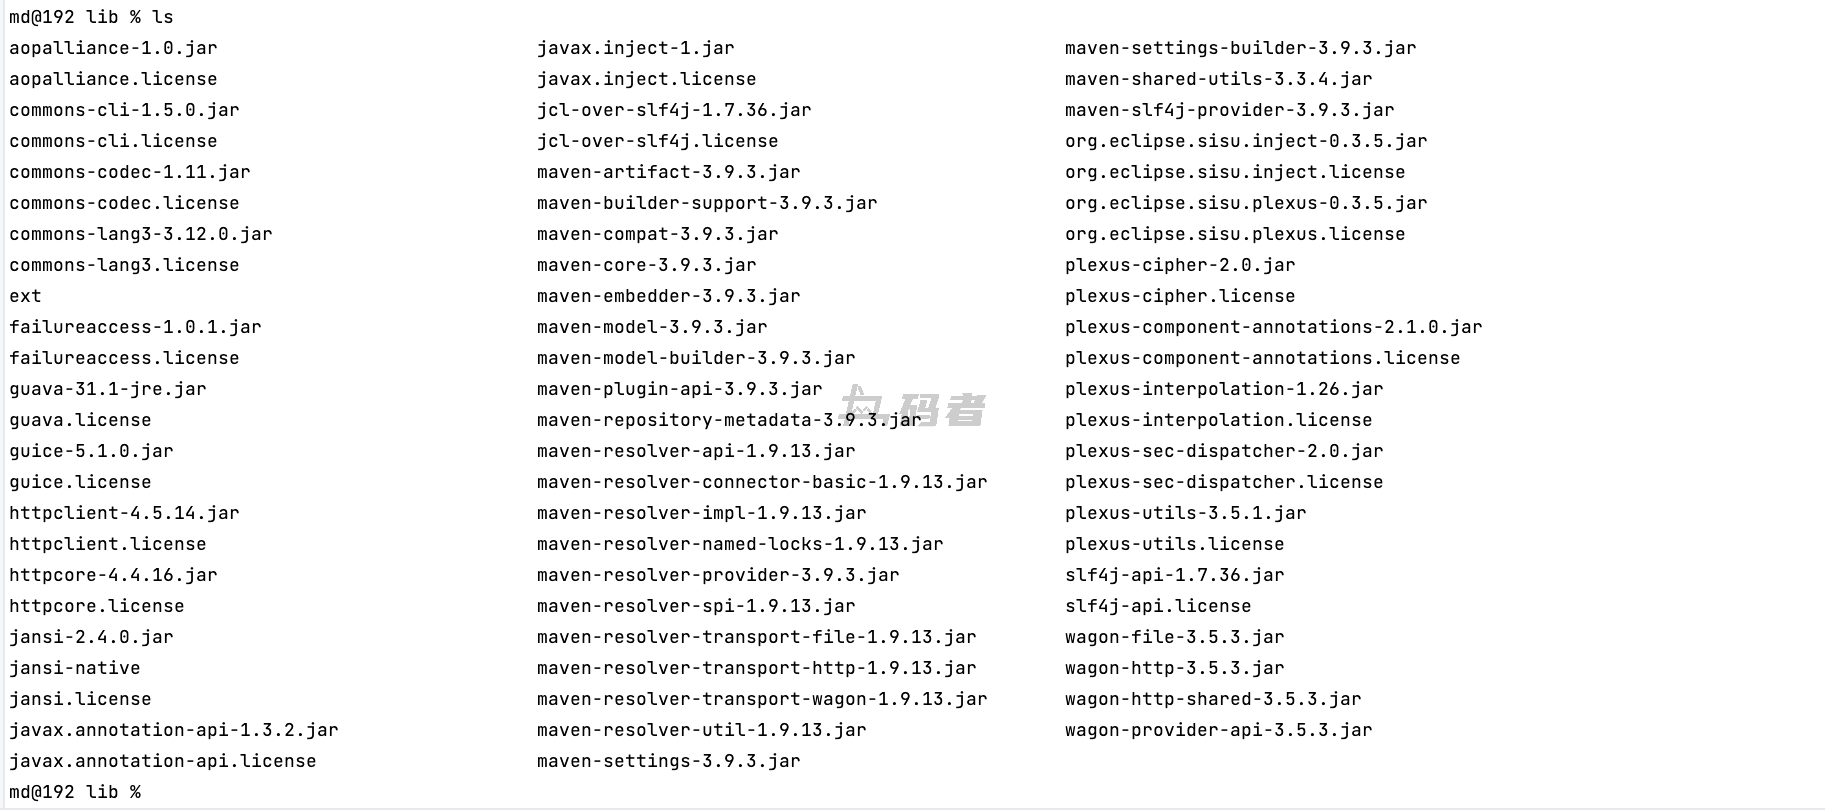 md@192 lib % ls
aopalliance-1.0.jar javax.inject-1.jar maven-settings-builder-3.9.3.jar
aopalliance.license javax.inject.license maven-shared-utils-3.3.4.jar
commons-cli-1.5.0.jar jcl-over-slf4j-1.7.36.jar maven-slf4j-provider-3.9.3.jar
commons-cli.license jcl-over-slf4j.license org.eclipse.sisu.inject-0.3.5.jar
commons-codec-1.11.jar maven-artifact-3.9.3.jar org.eclipse.sisu.inject.license
commons-codec.license maven-builder-support-3.9.3.jar org.eclipse.sisu.plexus-0.3.5.jar
commons-lang3-3.12.0.jar maven-compat-3.9.3.jar org.eclipse.sisu.plexus.license
commons-lang3.license maven-core-3.9.3.jar plexus-cipher-2.0.jar
ext maven-embedder-3.9.3.jar plexus-cipher.license
failureaccess-1.0.1.jar maven-model-3.9.3.jar plexus-component-annotations-2.1.0.jar
failureaccess.license maven-model-builder-3.9.3.jar plexus-component-annotations.license
guava-31.1-jre.jar maven-plugin-api-3.9.3.jar plexus-interpolation-1.26.jar
码者
guava.license maven-repository-metadata-3.9.3.jar plexus-interpolation.license
guice-5.1.0.jar maven-resolver-api-1.9.13.jar plexus-sec-dispatcher-2.0.jar
guice.license maven-resolver-connector-basic-1.9.13.jar plexus-sec-dispatcher.license
httpclient-4.5.14.jar maven-resolver-impl-1.9.13.jar plexus-utils-3.5.1.jar
httpclient.license maven-resolver-named-locks-1.9.13.jar plexus-utils.license
httpcore-4.4.16.jar maven-resolver-provider-3.9.3.jar slf4j-api-1.7.36.jar
httpcore.license maven-resolver-spi-1.9.13.jar slf4j-api.license
jansi-2.4.0.jar maven-resolver-transport-file-1.9.13.jar wagon-file-3.5.3.jar
jansi-native maven-resolver-transport-http-1.9.13.jar wagon-http-3.5.3.jar
jansi.license maven-resolver-transport-wagon-1.9.13.jar wagon-http-shared-3.5.3.jar
javax.annotation-api-1.3.2.jar maven-resolver-util-1.9.13.jar wagon-provider-api-3.5.3.jar
javax.annotation-api.license maven-settings-3.9.3.jar
md@192 lib %